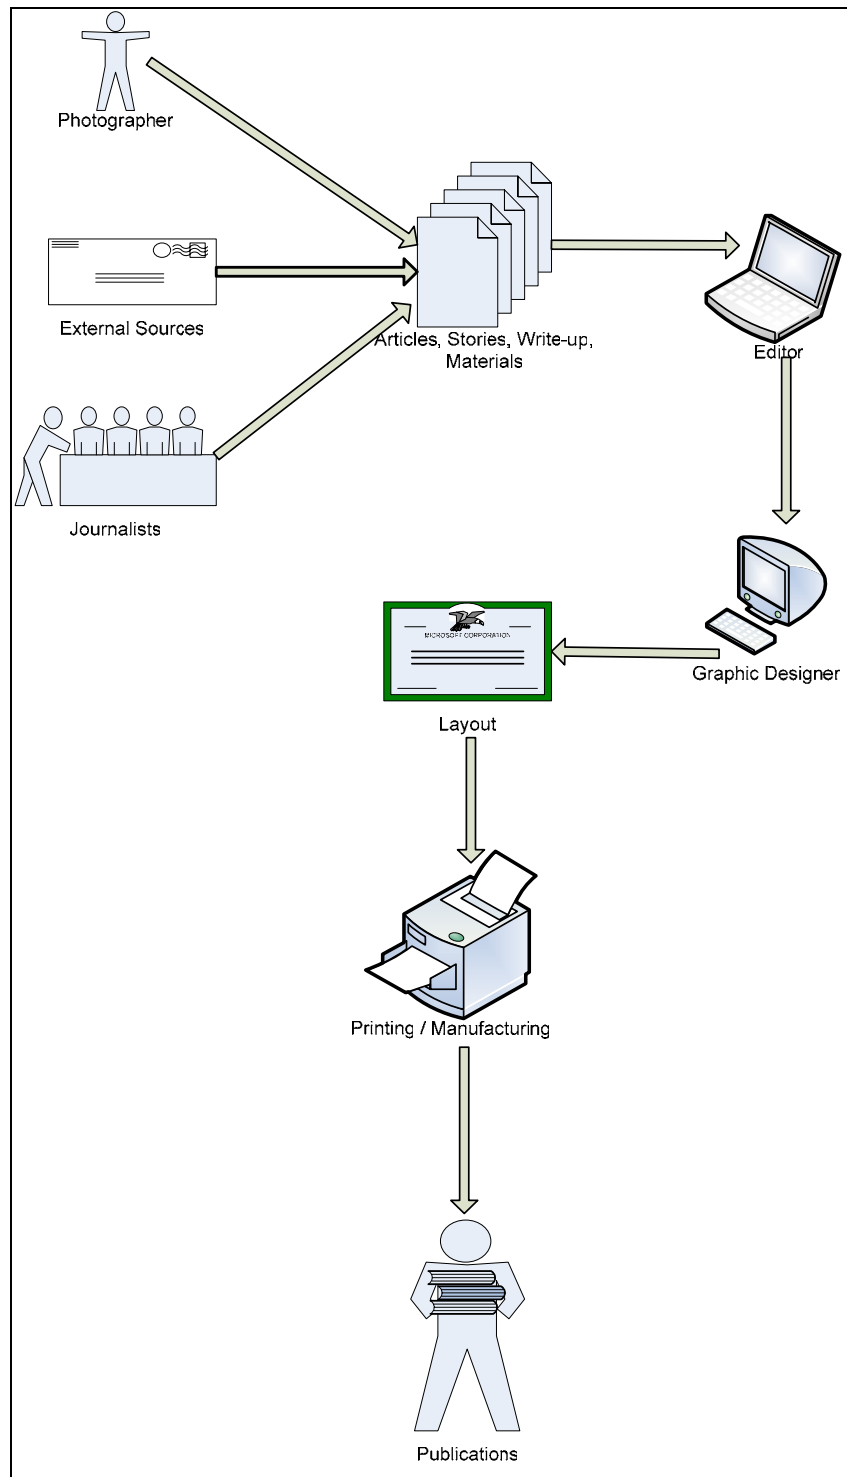 Photographer
External Sources
Articles, Stories, Write-up,
Materials
Editor
Journalists
MICROSOFT CORPORATION
Graphic Designer
Layout
Printing / Manufacturing
Publications